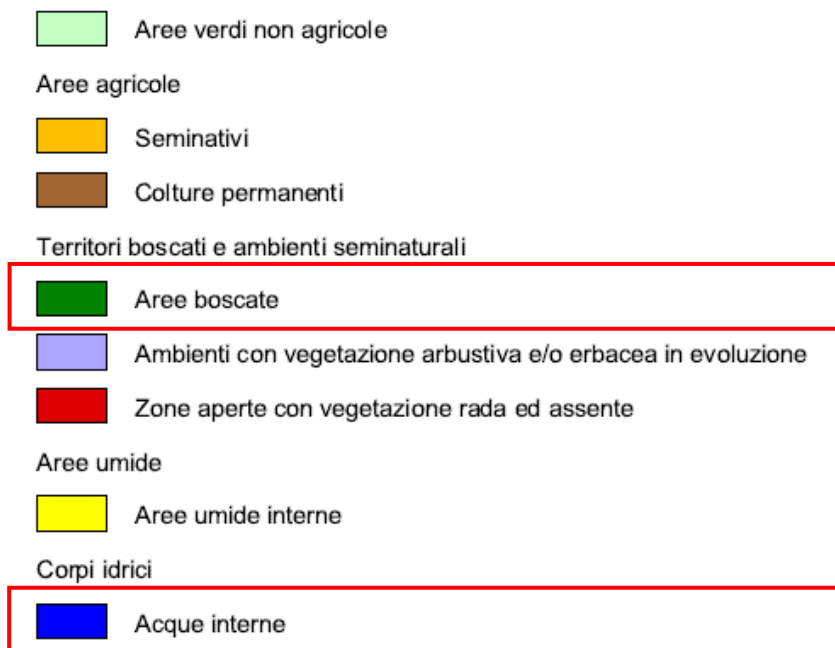 Aree verdi non agricole
Aree agricole
Seminativi
Colture permanenti
Territori boscati e ambienti seminaturali
Aree boscate
Ambienti con vegetazione arbustiva e/o erbacea in evoluzione
Zone aperte con vegetazione rada ed assente
Aree umide
Aree umide interne
Corpi idrici
Acque interne